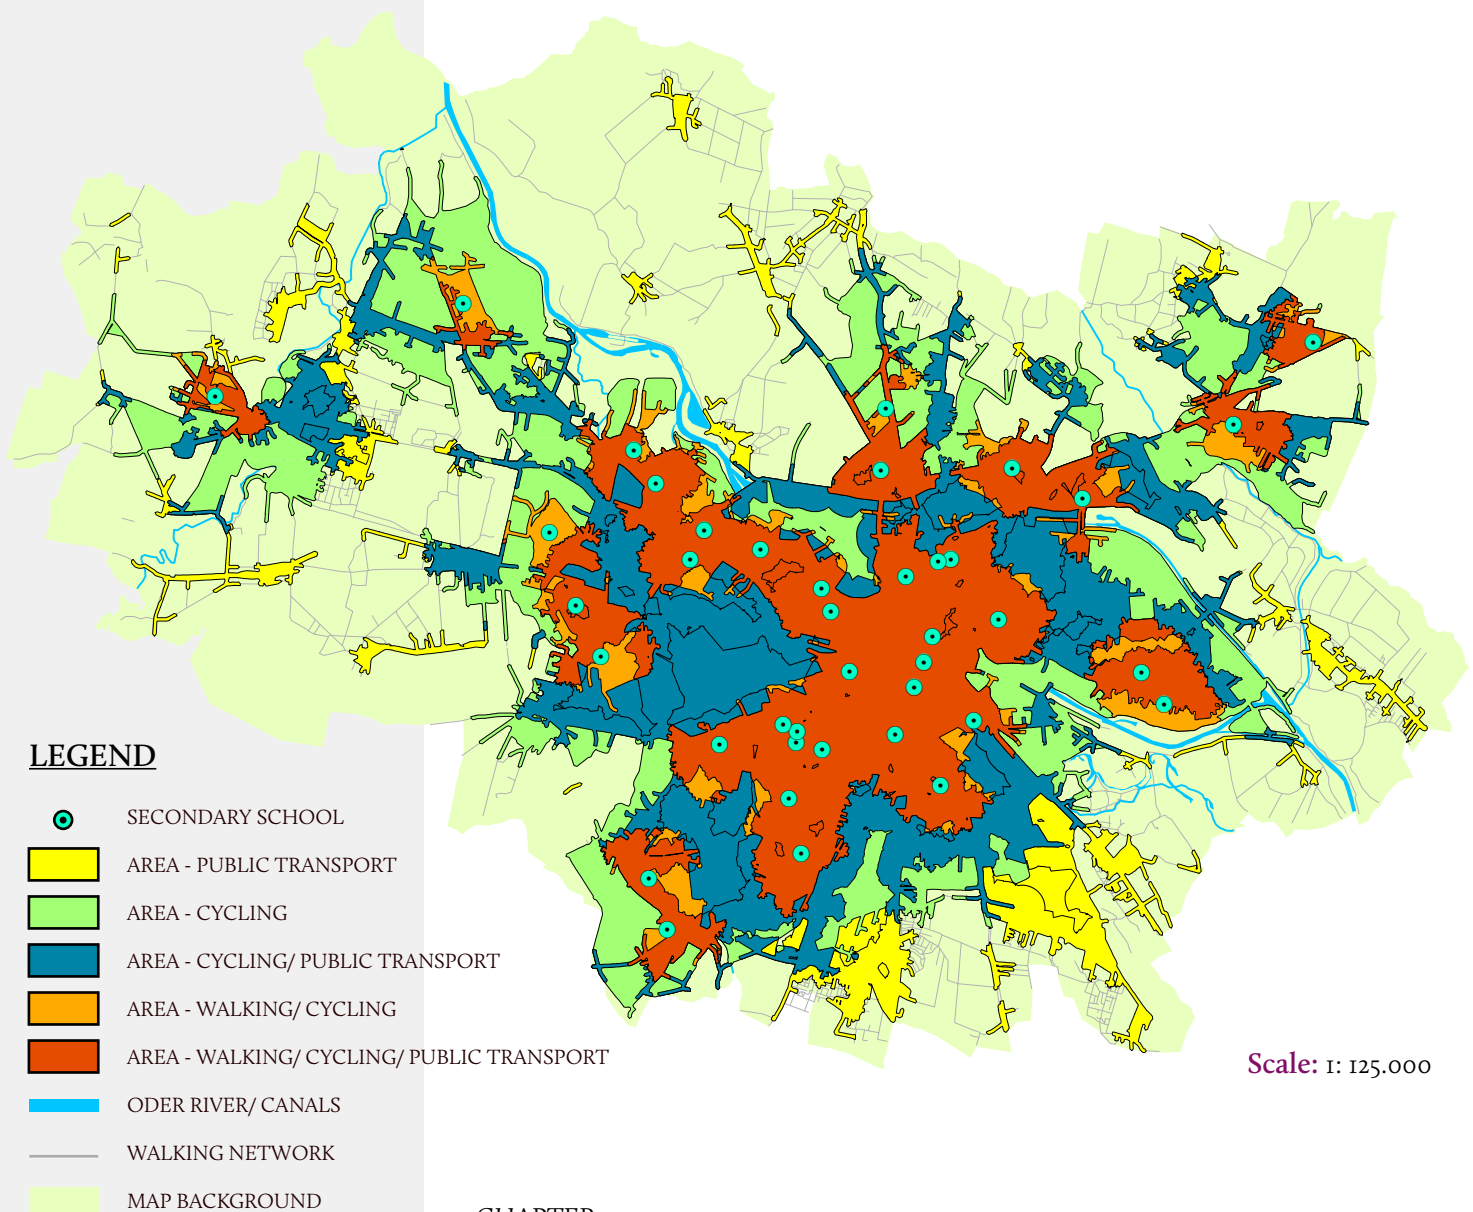 LEGEND
SECONDARY SCHOOL
AREA - PUBLIC TRANSPORT
AREA - CYCLING
AREA - CYCLING/ PUBLIC TRANSPORT
AREA - WALKING/ CYCLING
AREA - WALKING/ CYCLING/ PUBLIC TRANSPORT
ODER RIVER/ CANALS
WALKING NETWORK
MAP BACKGROUND
Scale: 1: 125.000
CHAPTER